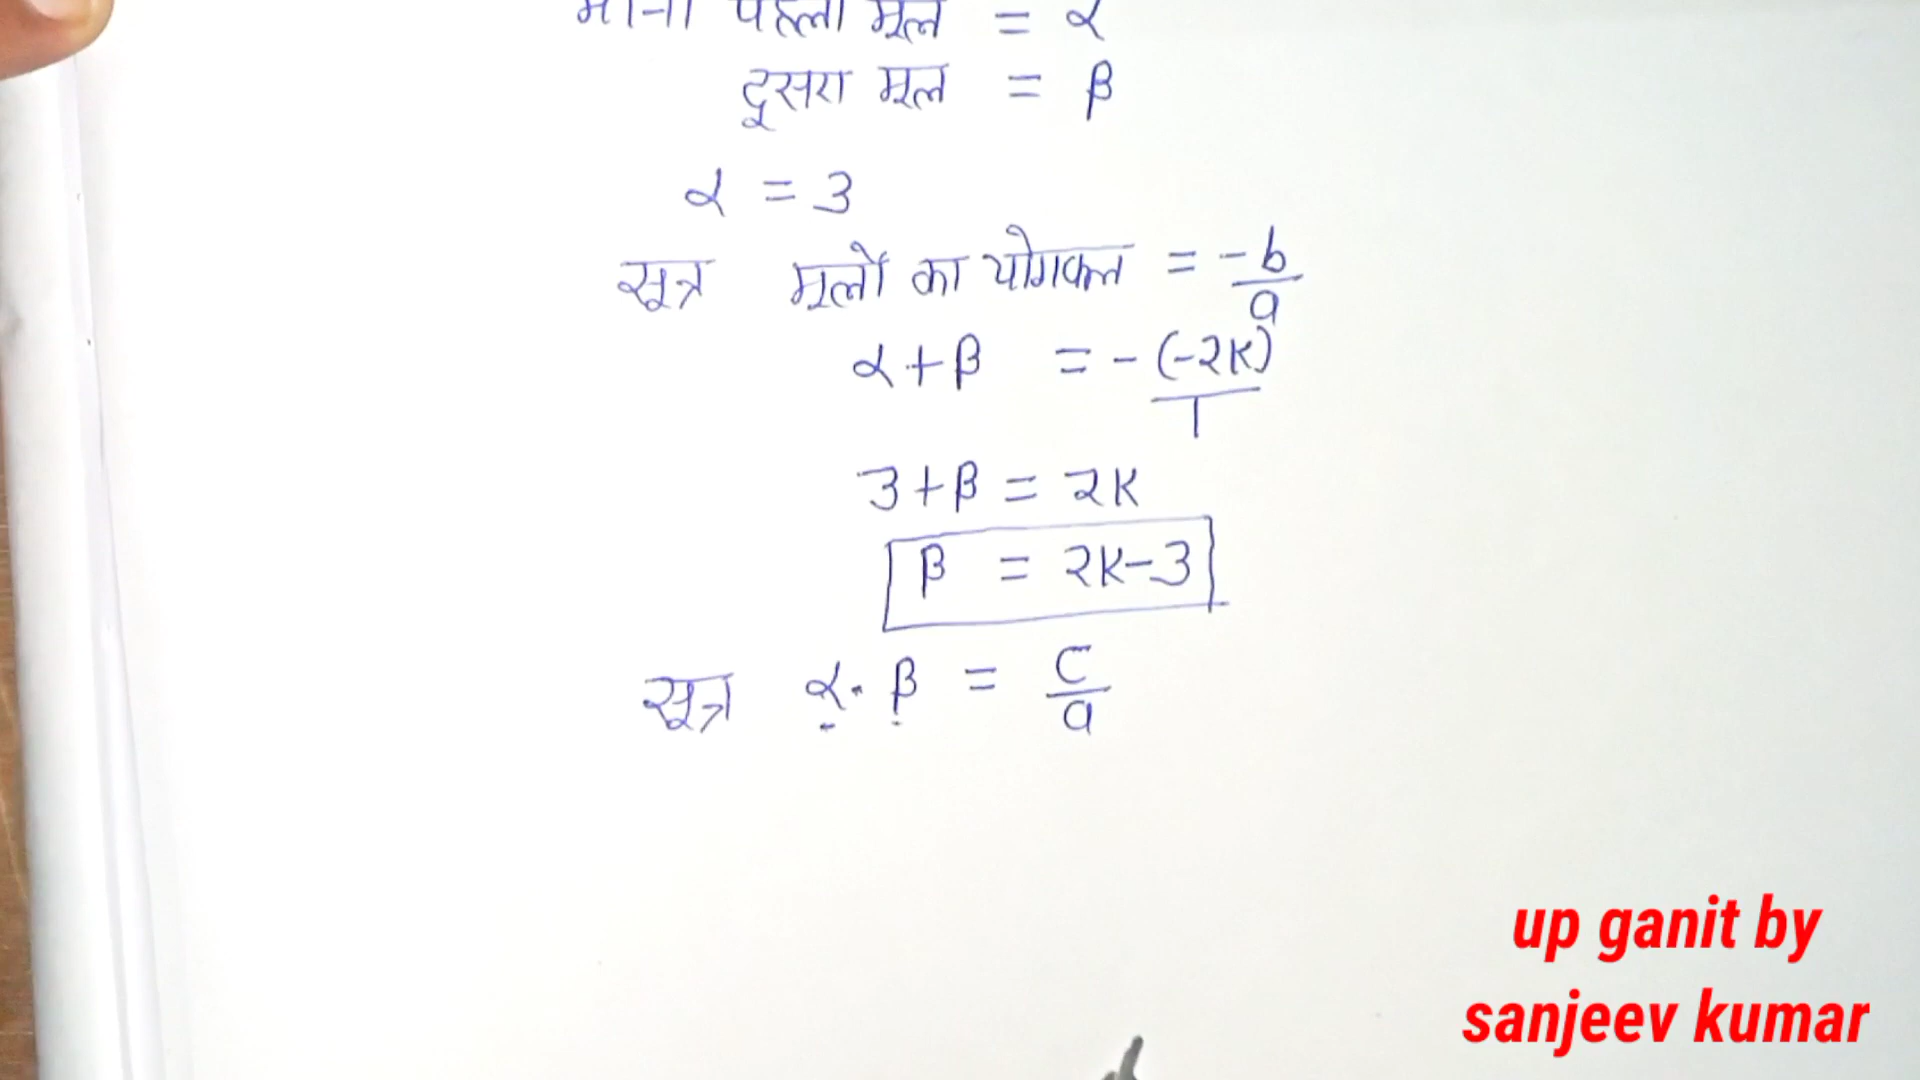 माना पहला मूल = α
दूसरा मूल = β
α = 3
सूत्र मूलों का योगफल = -b/a
α+β = -(-2K)/1
3+β = 2K
β = 2K-3
सूत्र α.β = c/a
up ganit by
sanjeev kumar